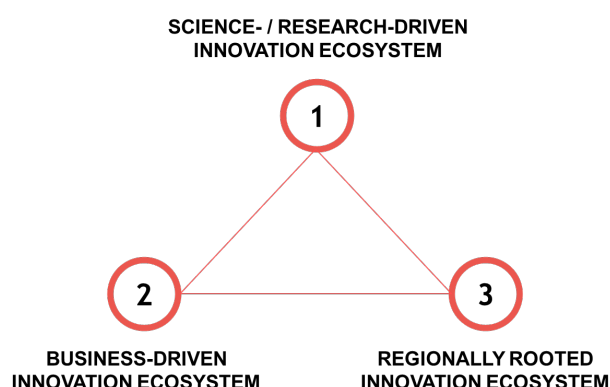 SCIENCE- / RESEARCH-DRIVEN
INNOVATION ECOSYSTEM
1
2
3
BUSINESS-DRIVEN
INNOVATION ECOSYSTEM
REGIONALLY ROOTED
INNOVATION ECOSYSTEM